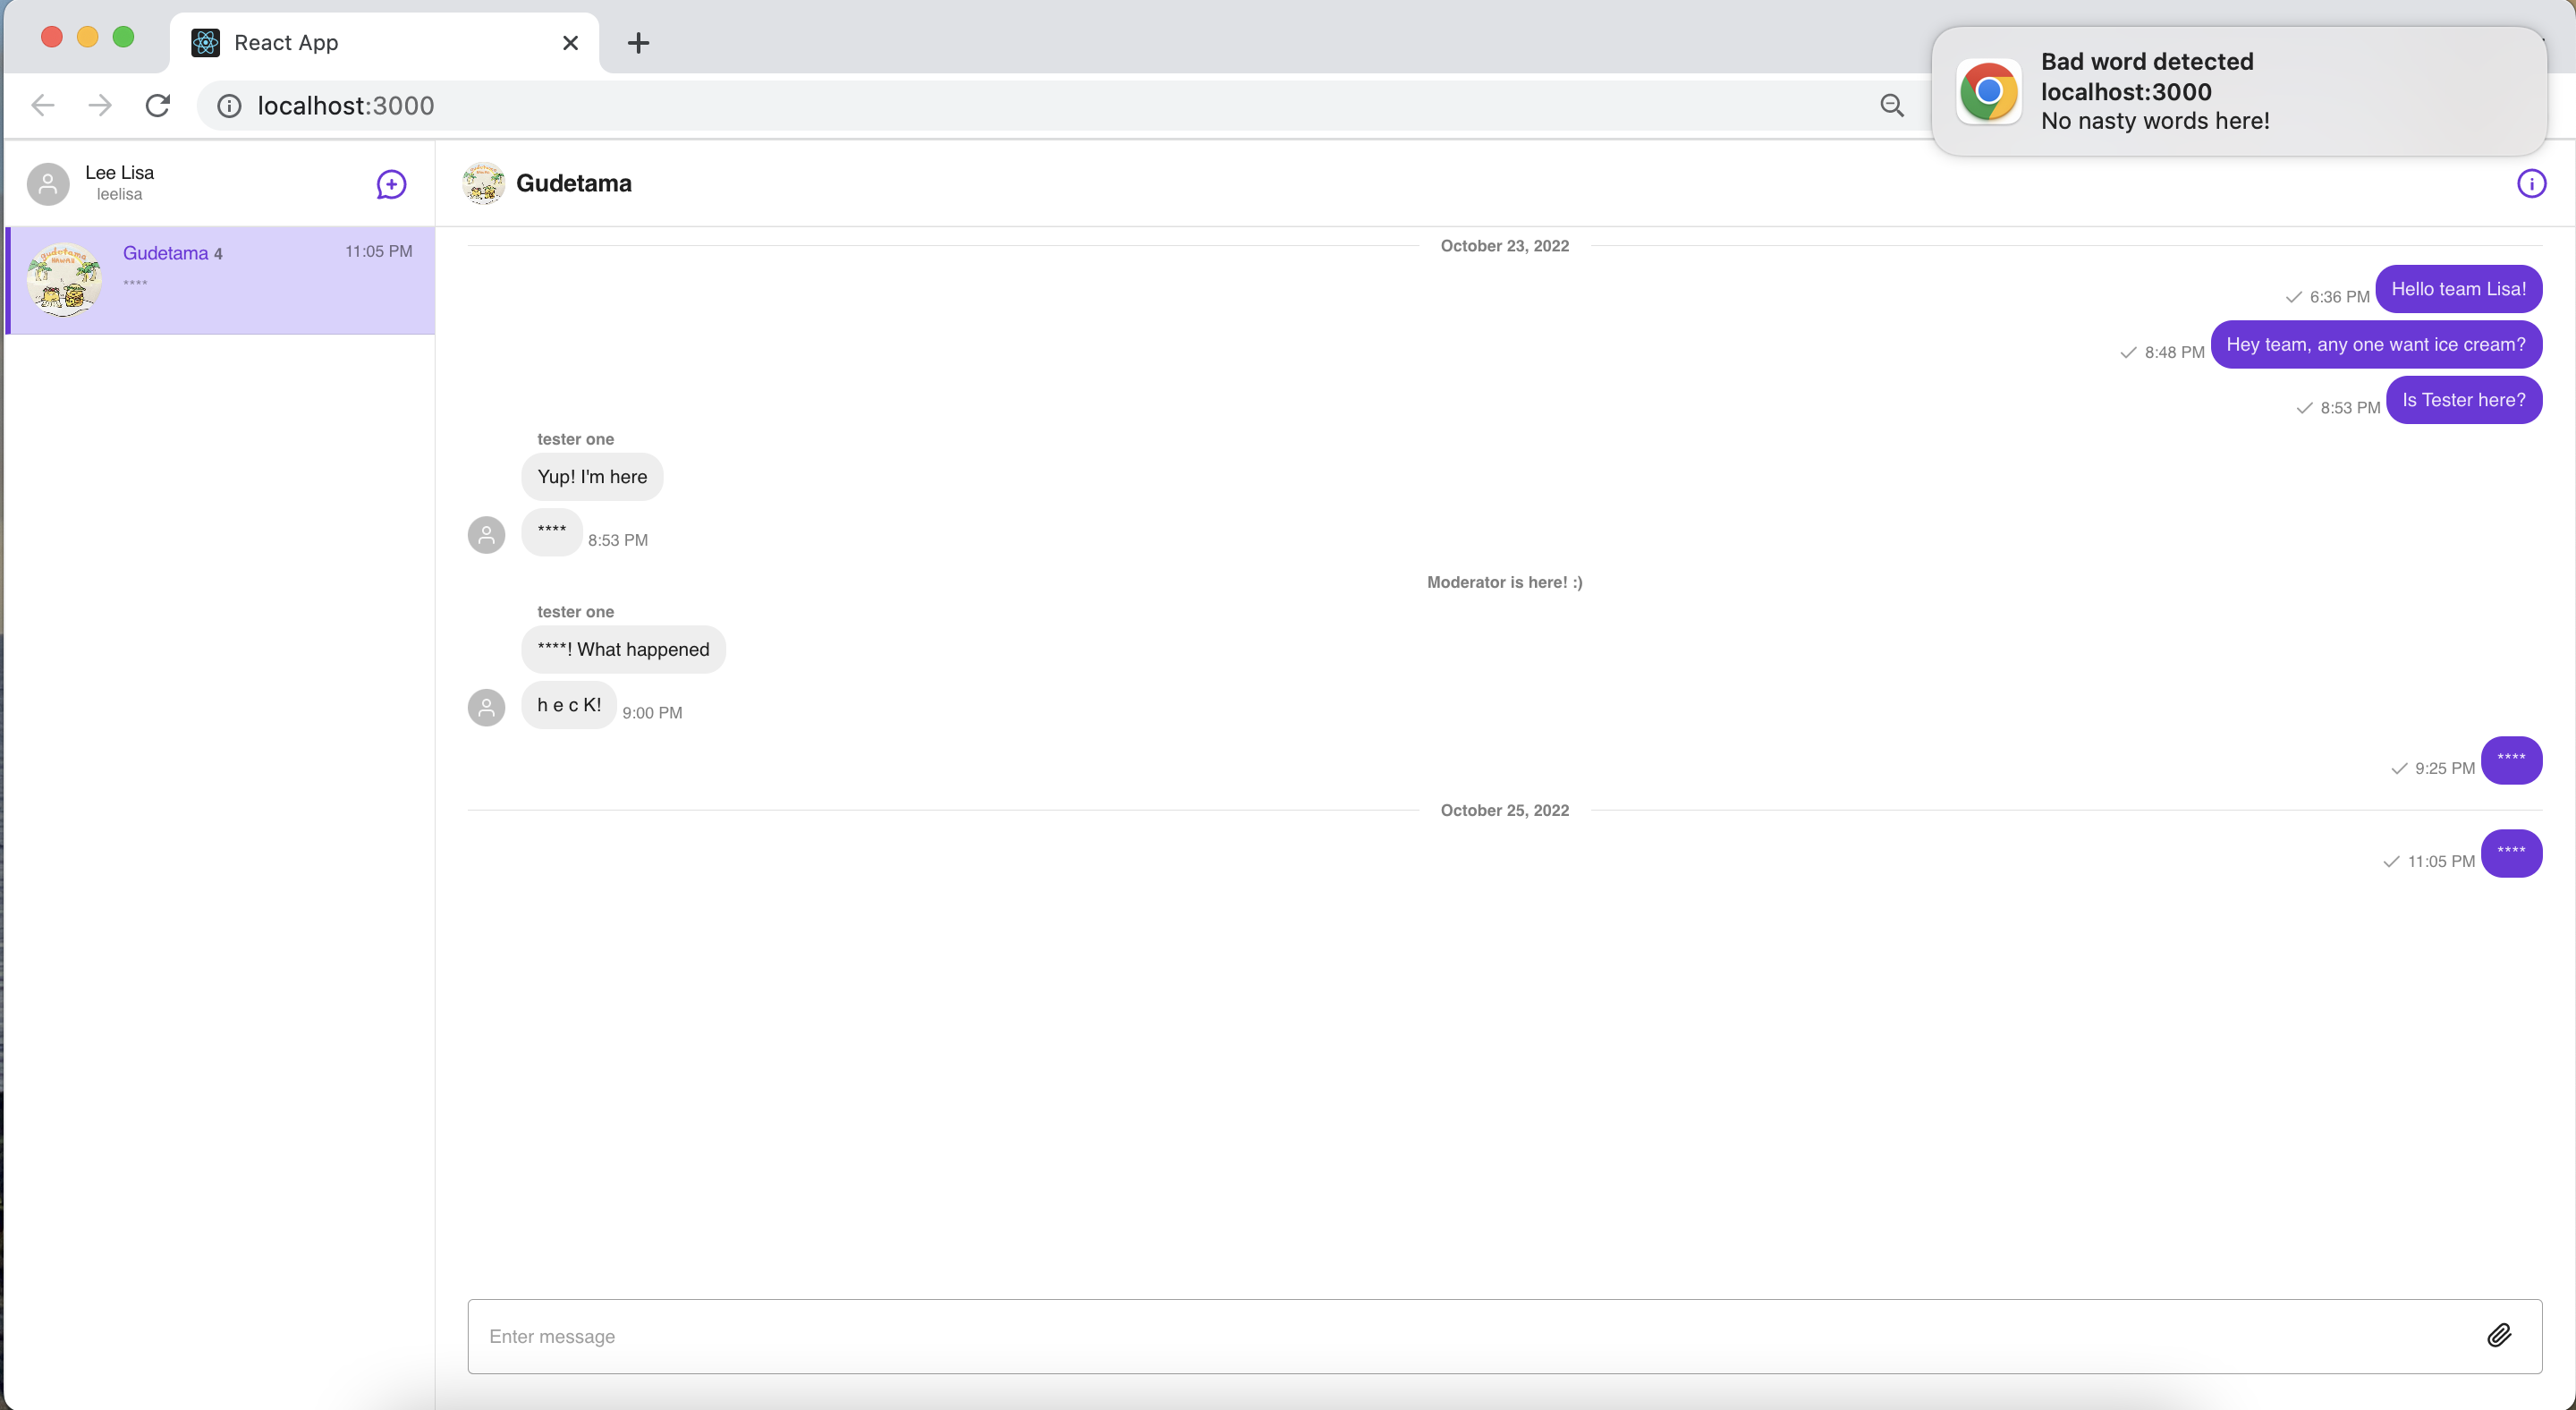 React App
localhost:3000
Bad word detected
localhost:3000
No nasty words here!
Lee Lisa
leelisa
Gudetama 4
11:05 PM
****
gudetama
Gudetama
October 23, 2022
6:36 PM Hello team Lisa!
8:48 PM Hey team, any one want ice cream?
8:53 PM Is Tester here?
tester one
Yup! I'm here
**** 8:53 PM
Moderator is here! :)
tester one
****! What happened
h e c K! 9:00 PM
9:25 PM ****
October 25, 2022
11:05 PM ****
Enter message